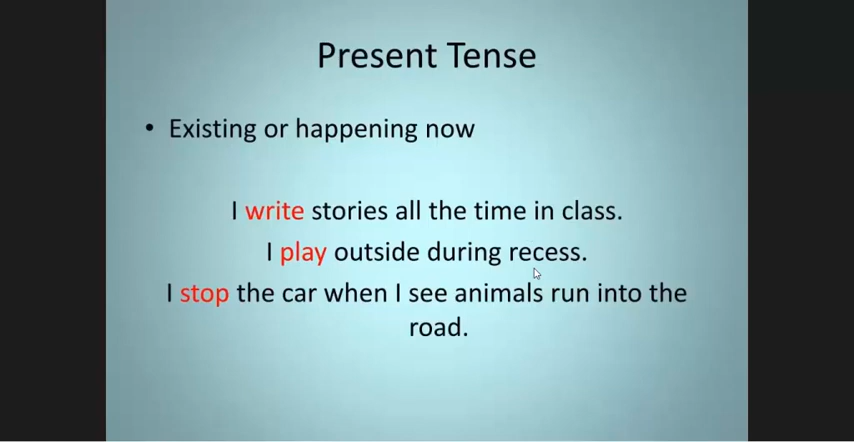 Present Tense
• Existing or happening now
I write stories all the time in class.
I play outside during recess.
I stop the car when I see animals run into the
road.